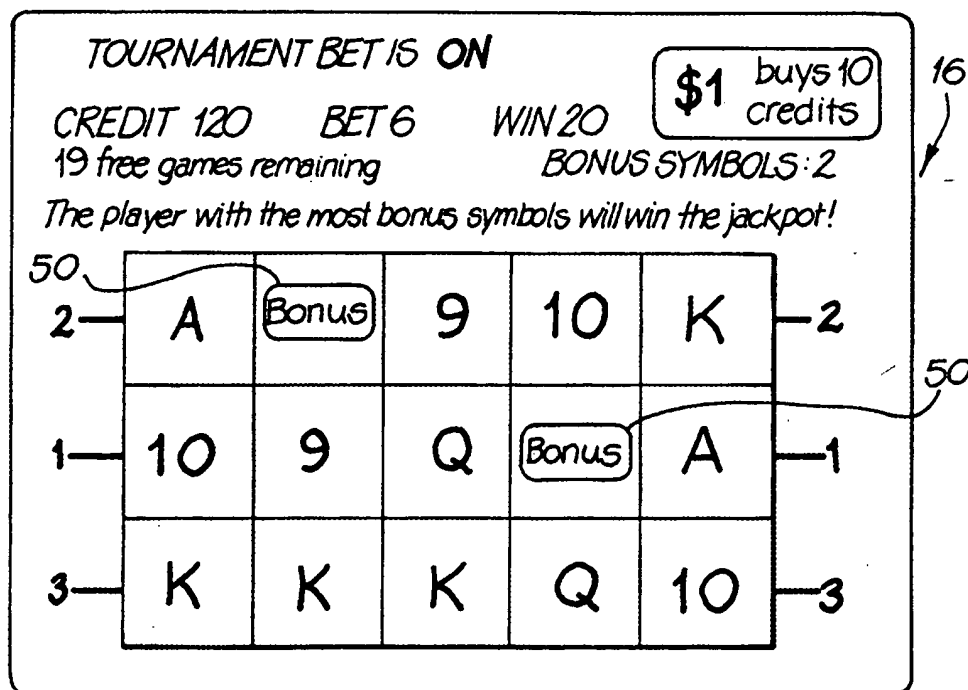 TOURNAMENT BET IS ON
$1 buys 10 credits
16
CREDIT 120 BET 6 WIN 20
19 free games remaining BONUS SYMBOLS: 2
The player with the most bonus symbols will win the jackpot!
50
2 A Bonus 9 10 K 2
50
1 10 9 Q Bonus A 1
3 K K K Q 10 3